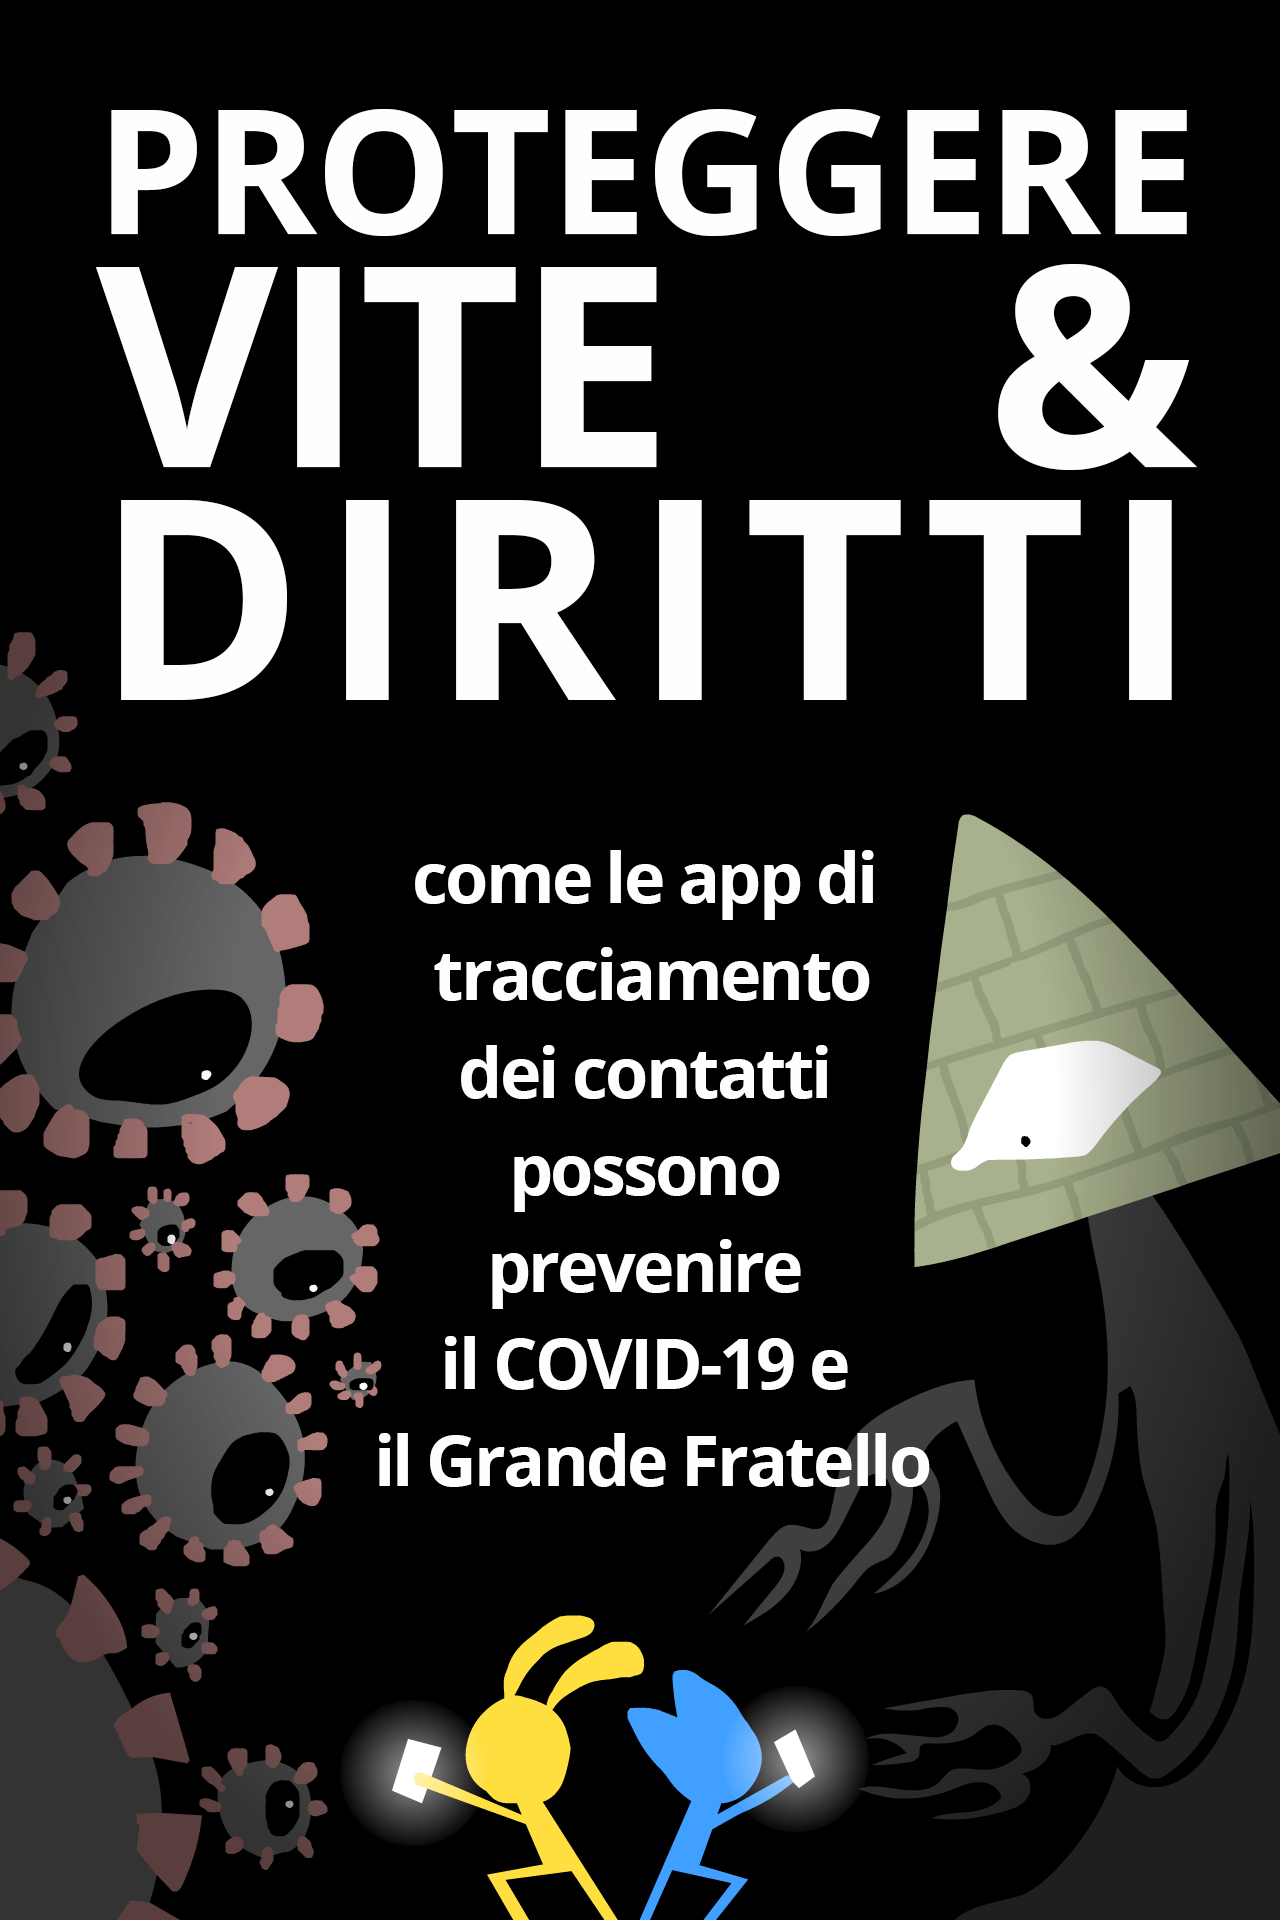 PROTEGGERE
VITE &
DIRITTI
come le app di
tracciamento
dei contatti
possono
prevenire
il COVID-19 e
il Grande Fratello